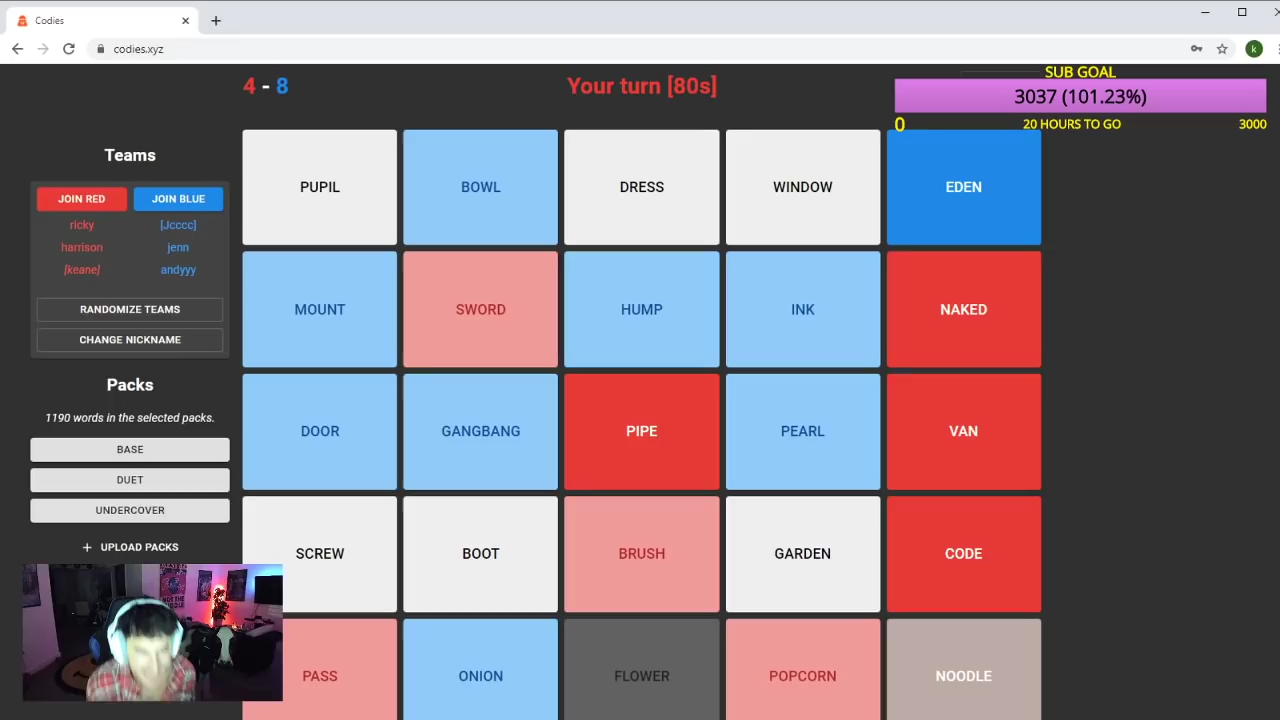 Codies
codies.xyz
k
4 - 8
Your turn [80s]
SUB GOAL
3037 (101.23%)
0
20 HOURS TO GO
3000
Teams
JOIN RED
JOIN BLUE
ricky
[Jcccc]
harrison
jenn
[keane]
andyyy
RANDOMIZE TEAMS
CHANGE NICKNAME
Packs
1190 words in the selected packs.
BASE
DUET
UNDERCOVER
+ UPLOAD PACKS
PUPIL
BOWL
DRESS
WINDOW
EDEN
MOUNT
SWORD
HUMP
INK
NAKED
DOOR
GANGBANG
PIPE
PEARL
VAN
SCREW
BOOT
BRUSH
GARDEN
CODE
PASS
ONION
FLOWER
POPCORN
NOODLE